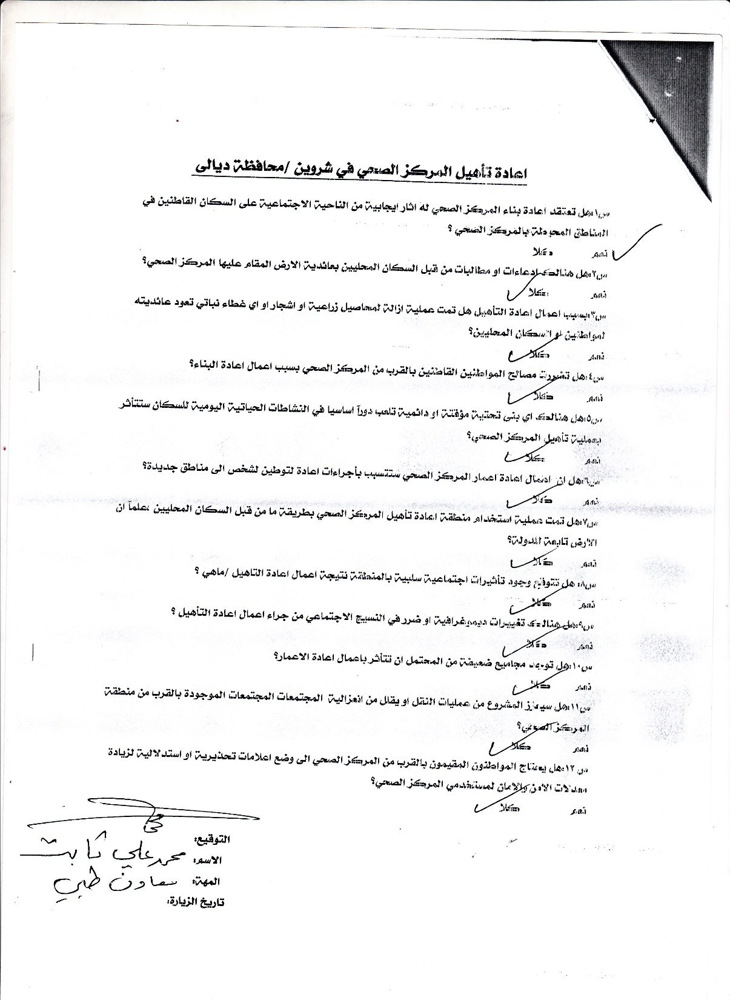 اعادة تأهيل المركز الصحي في شروين /محافظة ديالى
س١:هل تعتقد اعادة بناء المركز الصحي له اثار ايجابية من الناحية الاجتماعية على السكان القاطنين في
المناطق المحيطة بالمركز الصحي ؟
نعم كلا
س٢:هل هنالك ادعاءات او مطالبات من قبل السكان المحليين بعائدية الارض المقام عليها المركز الصحي؟
نعم كلا
س٣:بسبب اعمال اعادة التأهيل هل تمت عملية ازالة لمحاصيل زراعية او اشجار او اي غطاء نباتي تعود عائديته
لمواطنين او السكان المحليين؟
نعم كلا
س٤:هل تضررت مصالح المواطنين القاطنين بالقرب من المركز الصحي بسبب اعمال اعادة البناء؟
نعم كلا
س٥:هل هنالك اي بنى تحتية مؤقتة او دائمية تلعب دورآ اساسيا في النشاطات الحياتية اليومية للسكان ستتأثر
بعملية تأهيل المركز الصحي؟
نعم كلا
س٦:هل ان اعمال اعادة اعمار المركز الصحي ستتسبب بأجراءات اعادة لتوطين لشخص الى مناطق جديدة؟
نعم كلا
س٧:هل تمت عملية استخدام منطقة اعادة تأهيل المركز الصحي بطريقة ما من قبل السكان المحليين ،علمآ ان
الارض تابعة للدولة؟
نعم كلا
س٨: هل تتوقع وجود تأثيرات اجتماعية سلبية بالمنطقة نتيجة اعمال اعادة التاهيل /ماهي ؟
نعم كلا
س٩:هل هنالك تغييرات ديموغرافية او ضرر في النسيج الاجتماعي من جراء اعمال اعادة التأهيل ؟
نعم كلا
س١٠:هل توجد مجاميع ضعيفة من المحتمل ان تتأثر باعمال اعادة الاعمار؟
نعم كلا
س١١:هل سيعزز المشروع من عمليات النقل او يقلل من انعزالية المجتمعات المجتمعات الموجودة بالقرب من منطقة
المركز الصحي؟
نعم كلا
س١٢:هل يحتاج المواطنون المقيمون بالقرب من المركز الصحي الى وضع اعلامات تحذيرية او استدلالية لزيادة
معدلات الامن والامان لمستخدمي المركز الصحي؟
نعم كلا
التوقيع:
الاسم: محمد علي ثابت
المهة: معاون طبي
تاريخ الزيارة: